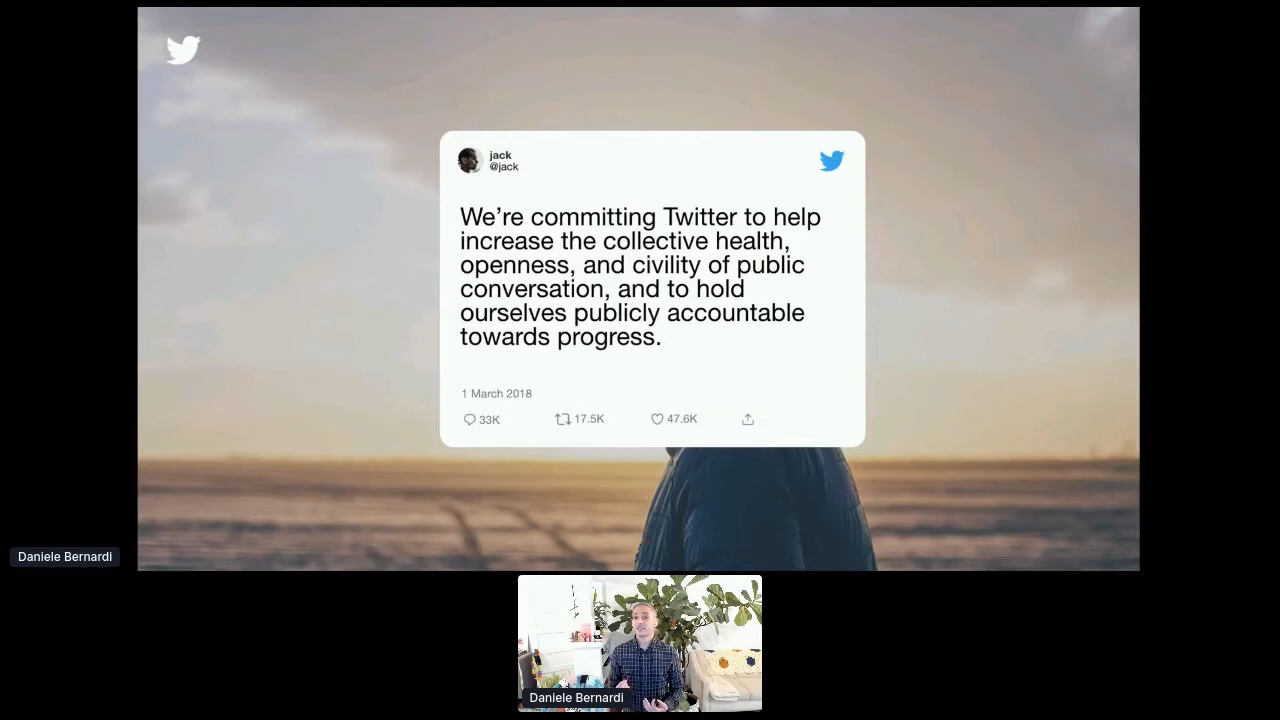 jack
@jack
We're committing Twitter to help
increase the collective health,
openness, and civility of public
conversation, and to hold
ourselves publicly accountable
towards progress.
1 March 2018
33K 17.5K 47.6K
Daniele Bernardi
Daniele Bernardi